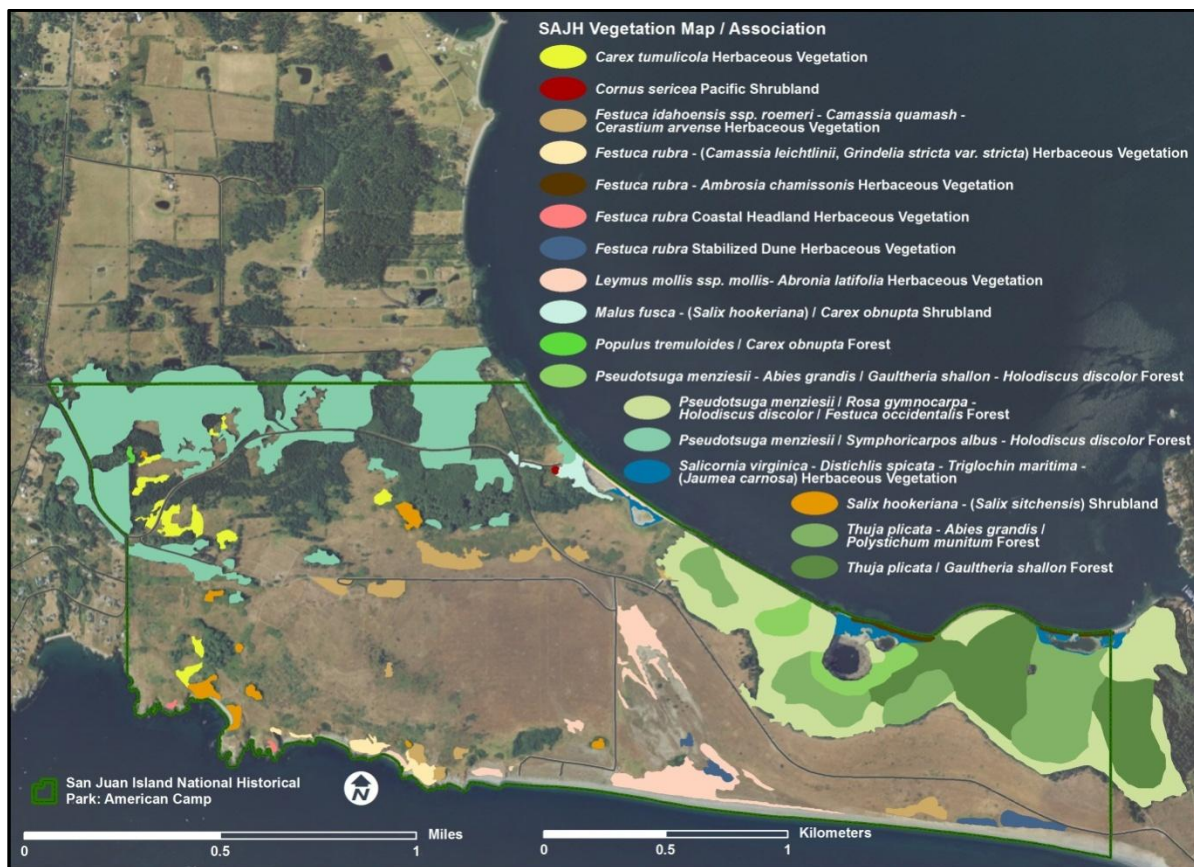 SAJH Vegetation Map / Association
Carex tumulicola Herbaceous Vegetation
Cornus sericea Pacific Shrubland
Festuca idahoensis ssp. roemeri - Camassia quamash -
Cerastium arvense Herbaceous Vegetation
Festuca rubra - (Camassia leichtlinii, Grindelia stricta var. stricta) Herbaceous Vegetation
Festuca rubra - Ambrosia chamissonis Herbaceous Vegetation
Festuca rubra Coastal Headland Herbaceous Vegetation
Festuca rubra Stabilized Dune Herbaceous Vegetation
Leymus mollis ssp. mollis- Abronia latifolia Herbaceous Vegetation
Malus fusca - (Salix hookeriana) / Carex obnupta Shrubland
Populus tremuloides / Carex obnupta Forest
Pseudotsuga menziesii - Abies grandis / Gaultheria shallon - Holodiscus discolor Forest
Pseudotsuga menziesii / Rosa gymnocarpa -
Holodiscus discolor / Festuca occidentalis Forest
Pseudotsuga menziesii / Symphoricarpos albus - Holodiscus discolor Forest
Salicornia virginica - Distichlis spicata - Triglochin maritima -
(Jaumea carnosa) Herbaceous Vegetation
Salix hookeriana - (Salix sitchensis) Shrubland
Thuja plicata - Abies grandis /
Polystichum munitum Forest
Thuja plicata / Gaultheria shallon Forest
San Juan Island National Historical
Park: American Camp
N
Miles
0 0.5 1
Kilometers
0 0.5 1